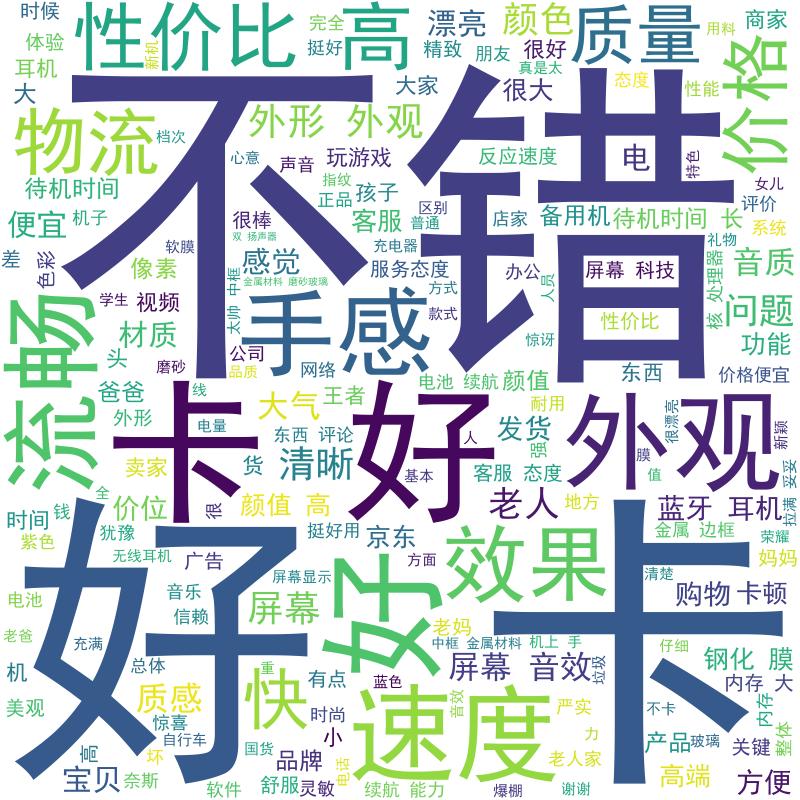 时候
性价比
高
漂亮
颜色
质量
用料
商家
体验
新机
完全
挺好
精致
朋友
很好
真是太
价格
耳机
大
不错
大家
很大
态度
性能
物流
档次
外形 外观
心意
声音
玩游戏
反应速度
电
特色
待机时间
指纹
正品
孩子
区别
女儿
便宜
机子
很棒
双 扬声器
客服
普通
店家
备用机
待机时间 长
评价
系统
礼物
差
色彩
软膜
像素
感觉
充电器
服务态度
办公
人员
屏幕 科技
核 处理器
音质
金属材料 磨砂玻璃
太帅 中框
学生
视频
手感
方式
款式
惊讶
性价比
问题
流畅
材质
功能
头
磨砂
公司
品质
网络
东西
价格便宜
爸爸
线
卡
大气
王者
电池 续航
颜值
耐用
外形
电量
好
外观
很漂亮
新颖
东西 评论
人
发货
强
膜
值
卖家
货
清晰
基本
客服 态度
拉满 妥妥
全
很
老人
地方
蓝牙 耳机
时间
钱
价位
颜值 高
紫色
犹豫
挺好用
京东
金属 边框
荣耀
无线耳机
广告
方面
效果
妈妈
好
卡
屏幕显示
好
清楚
电池
音乐
信赖
屏幕
购物
卡顿
老爸
充满
老妈
中框 金属材料
机上 手
仔细
机
总体
重
屏幕 音效
垃圾
钢化 膜
质感
快
有点
蓝色
内存 大
美观
惊喜
时尚
速度
音效
严实
不卡
内存
整体
高
坏
自行车
国货
小
力
产品
玻璃
关键
品牌
电话
老人家
宝贝
奈斯
软件
舒服
灵敏
续航 能力
爆棚
谢谢
高端
方便